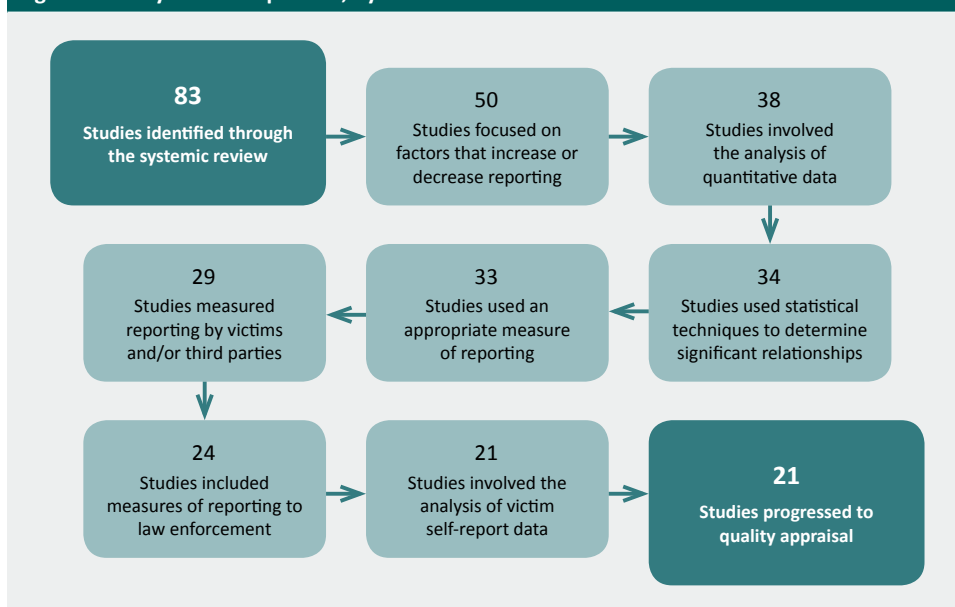 83
Studies identified through
the systemic review
50
Studies focused on
factors that increase or
decrease reporting
38
Studies involved
the analysis of
quantitative data
34
Studies used statistical
techniques to determine
significant relationships
33
Studies used an
appropriate measure
of reporting
29
Studies measured
reporting by victims
and/or third parties
24
Studies included
measures of reporting to
law enforcement
21
Studies involved the
analysis of victim
self-report data
21
Studies progressed to
quality appraisal